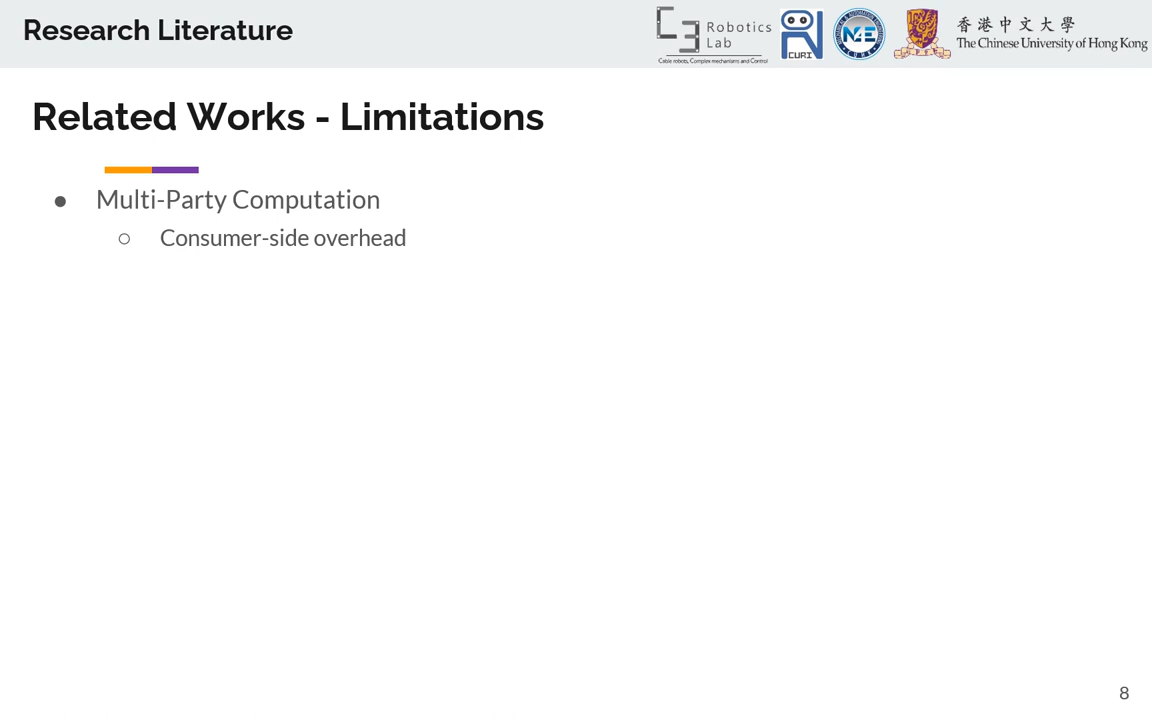 Research Literature
Robotics
Lab
Cable robots, Complex mechanisms and Control
CURI
香港中文大學
The Chinese University of Hong Kong
Related Works - Limitations
● Multi-Party Computation
○ Consumer-side overhead
8